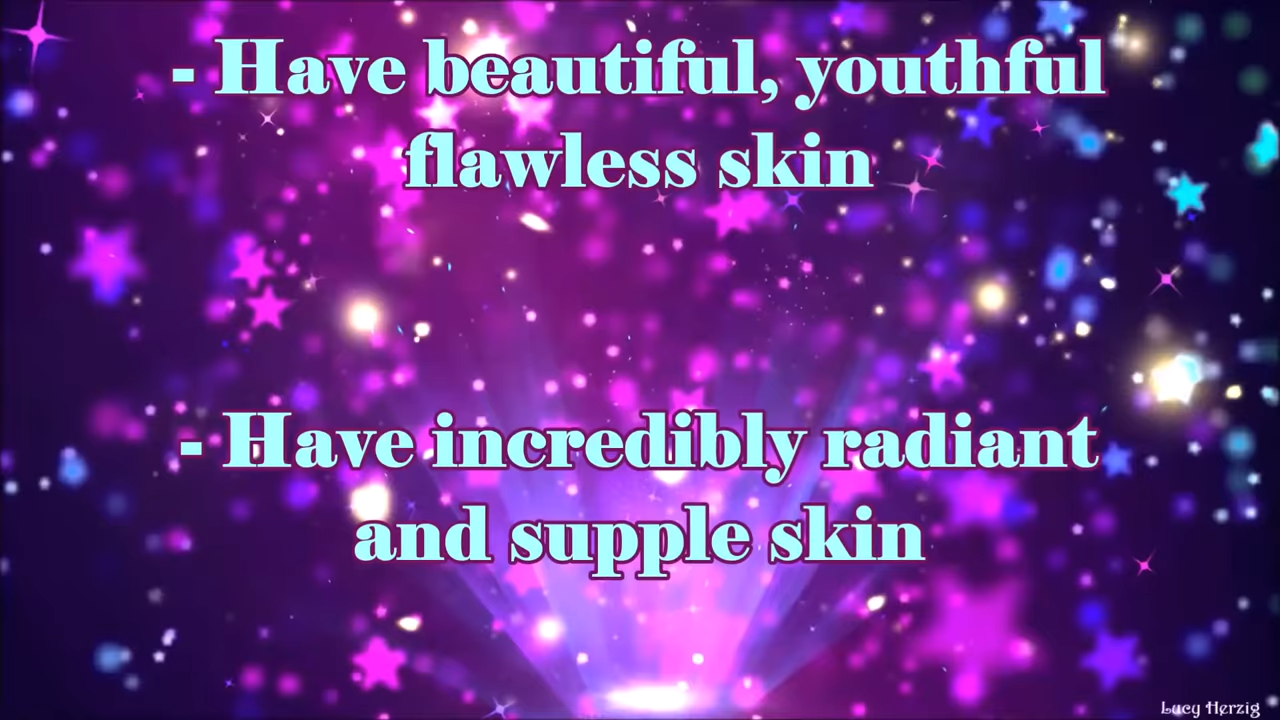 - Have beautiful, youthful
flawless skin
- Have incredibly radiant
and supple skin
Lucy Herzig